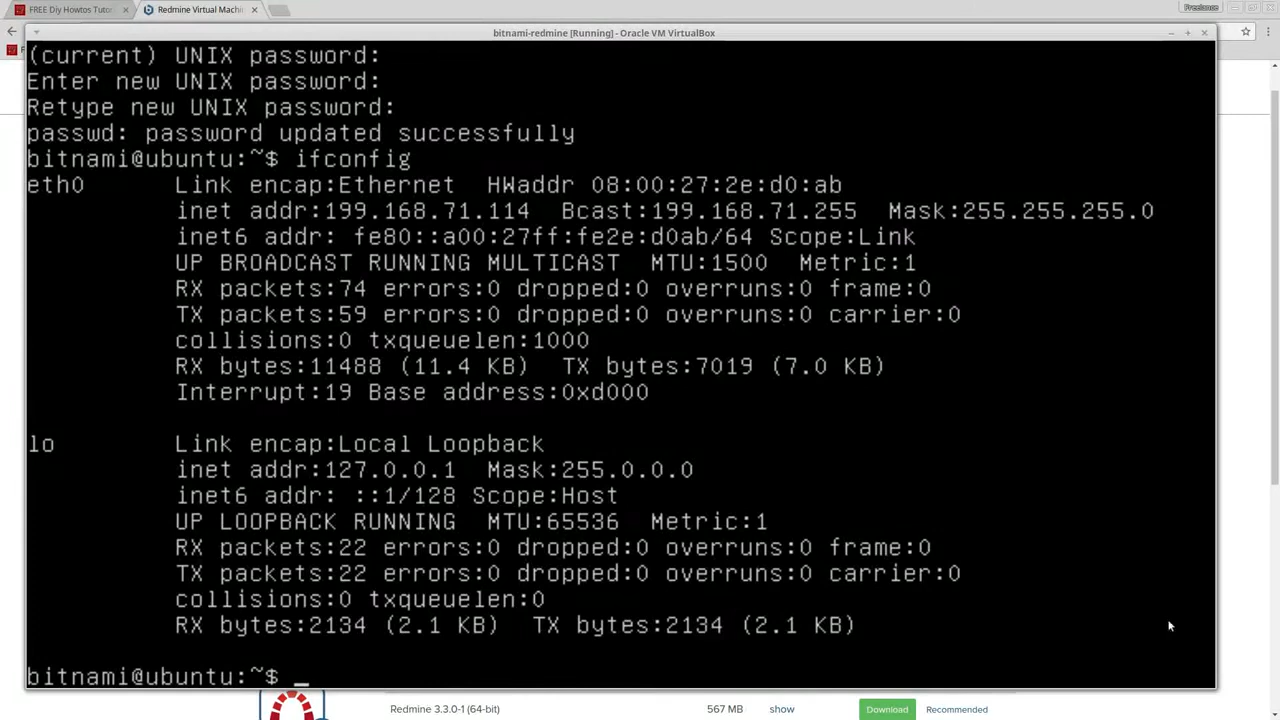 FREE Diy Howtos Tutor
Redmine Virtual Machi
Freelance
bitnami-redmine [Running] - Oracle VM VirtualBox
(current) UNIX password:
Enter new UNIX password:
Retype new UNIX password:
passwd: password updated successfully
bitnami@ubuntu:~$ ifconfig
eth0 Link encap:Ethernet HWaddr 08:00:27:2e:d0:ab
inet addr:199.168.71.114 Bcast:199.168.71.255 Mask:255.255.255.0
inet6 addr: fe80::a00:27ff:fe2e:d0ab/64 Scope:Link
UP BROADCAST RUNNING MULTICAST MTU:1500 Metric:1
RX packets:74 errors:0 dropped:0 overruns:0 frame:0
TX packets:59 errors:0 dropped:0 overruns:0 carrier:0
collisions:0 txqueuelen:1000
RX bytes:11488 (11.4 KB) TX bytes:7019 (7.0 KB)
Interrupt:19 Base address:0xd000
lo Link encap:Local Loopback
inet addr:127.0.0.1 Mask:255.0.0.0
inet6 addr: ::1/128 Scope:Host
UP LOOPBACK RUNNING MTU:65536 Metric:1
RX packets:22 errors:0 dropped:0 overruns:0 frame:0
TX packets:22 errors:0 dropped:0 overruns:0 carrier:0
collisions:0 txqueuelen:0
RX bytes:2134 (2.1 KB) TX bytes:2134 (2.1 KB)
bitnami@ubuntu:~$ _
Redmine 3.3.0-1 (64-bit) 567 MB show Download Recommended